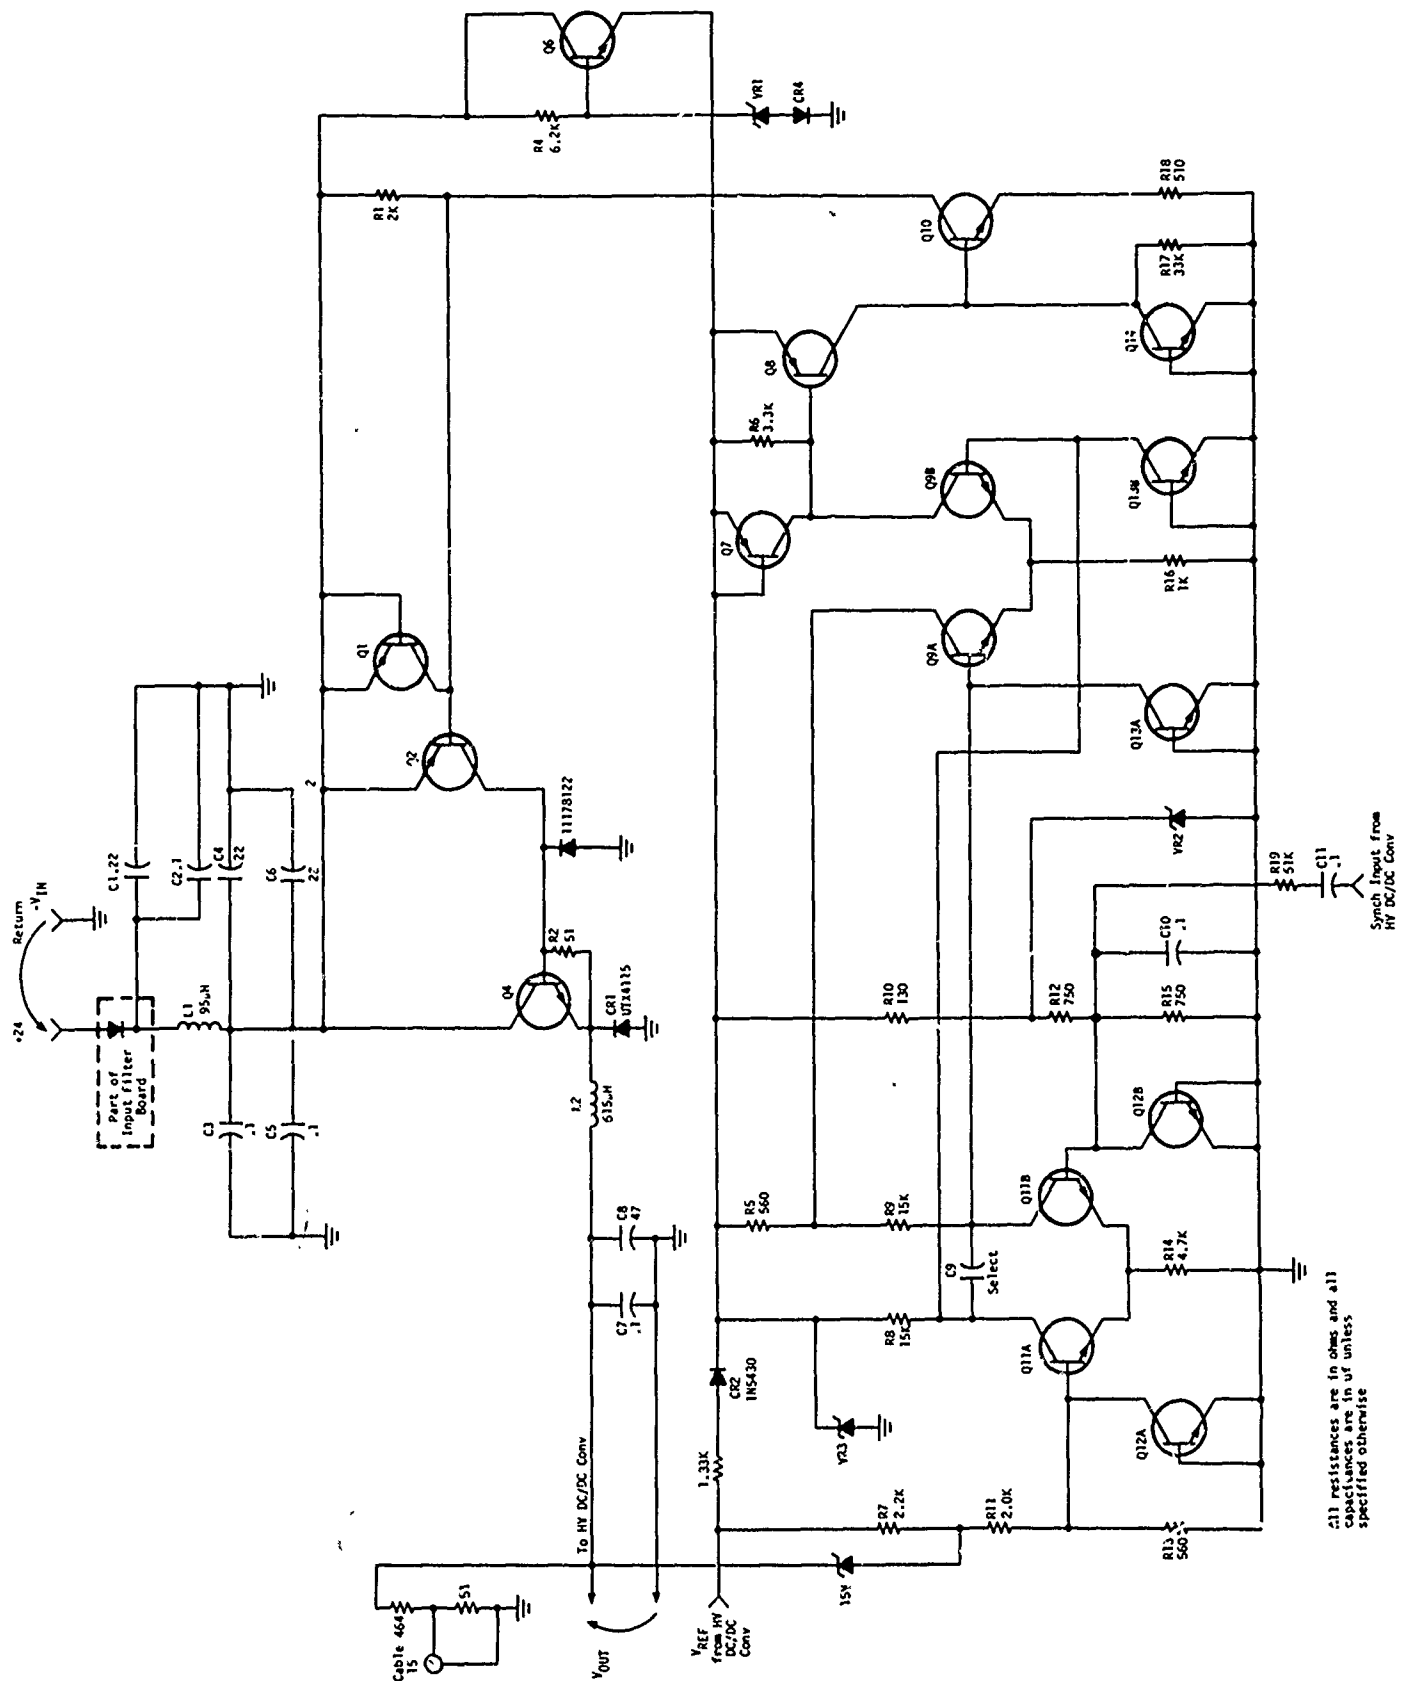 +24
Return
-VIN
Part of
Input Filter
Board
L1
95uH
C1.22
C2.1
C4
22
C6
22
C3
.1
C5
.1
2
Q1
Q2
R1
2K
Q6
R4
6.2K
VR1
CR4
11178122
Q4
R2
51
CR1
UTX4115
L2
615uH
C8
47
C7
.1
To HV DC/DC Conv
Cable 464
15
51
VOUT
VREF
from HV
DC/DC
Conv
1.33K
CR2
1N5430
15V
VR3
R7
2.2K
R11
2.0K
R13
560
R5
560
R9
15K
R8
15K
C9
Select
Q11A
Q11B
Q12A
Q12B
R14
4.7K
R10
130
R12
750
R15
750
C10
.1
R19
51K
C11
.1
Synch Input from
HV DC/DC Conv
VR2
Q13A
Q9A
Q9B
R16
1K
Q13B
Q7
R6
3.3K
Q8
Q10
R17
33K
R18
510
All resistances are in ohms and all
capacitances are in uf unless
specified otherwise